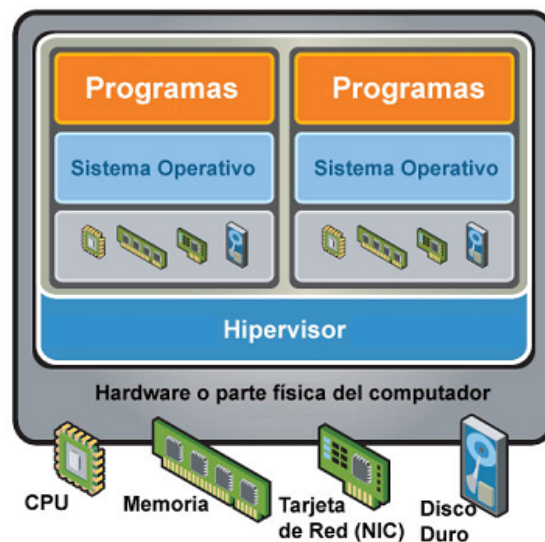 Programas
Programas
Sistema Operativo
Sistema Operativo
Hipervisor
Hardware o parte física del computador
CPU
Memoria
Tarjeta
de Red (NIC)
Disco
Duro